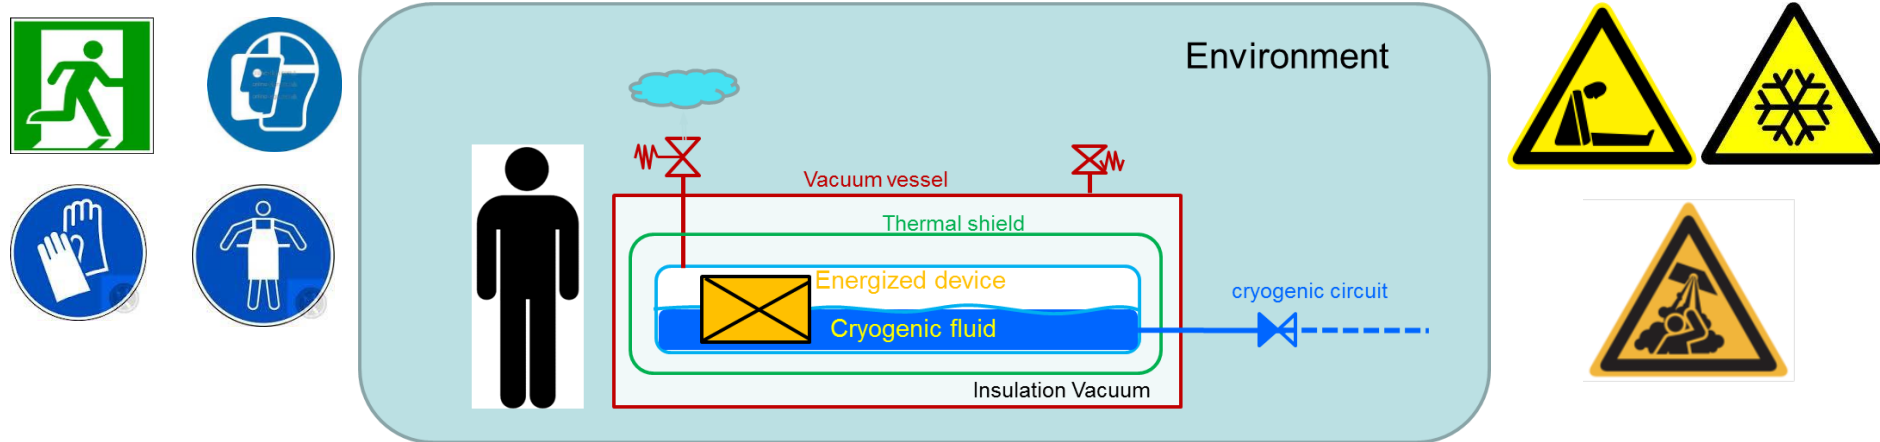 Environment
Vacuum vessel
Thermal shield
Energized device
cryogenic circuit
Cryogenic fluid
Insulation Vacuum